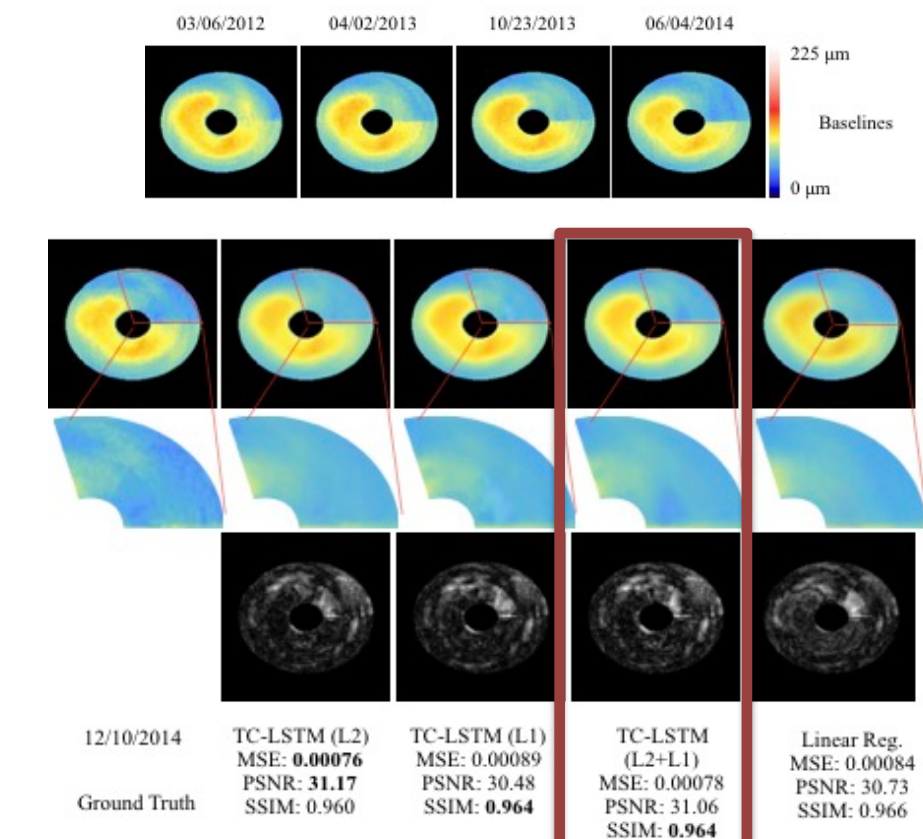 03/06/2012 04/02/2013 10/23/2013 06/04/2014
225 μm
Baselines
0 μm
12/10/2014
Ground Truth
TC-LSTM (L2)
MSE: 0.00076
PSNR: 31.17
SSIM: 0.960
TC-LSTM (L1)
MSE: 0.00089
PSNR: 30.48
SSIM: 0.964
TC-LSTM
(L2+L1)
MSE: 0.00078
PSNR: 31.06
SSIM: 0.964
Linear Reg.
MSE: 0.00084
PSNR: 30.73
SSIM: 0.966